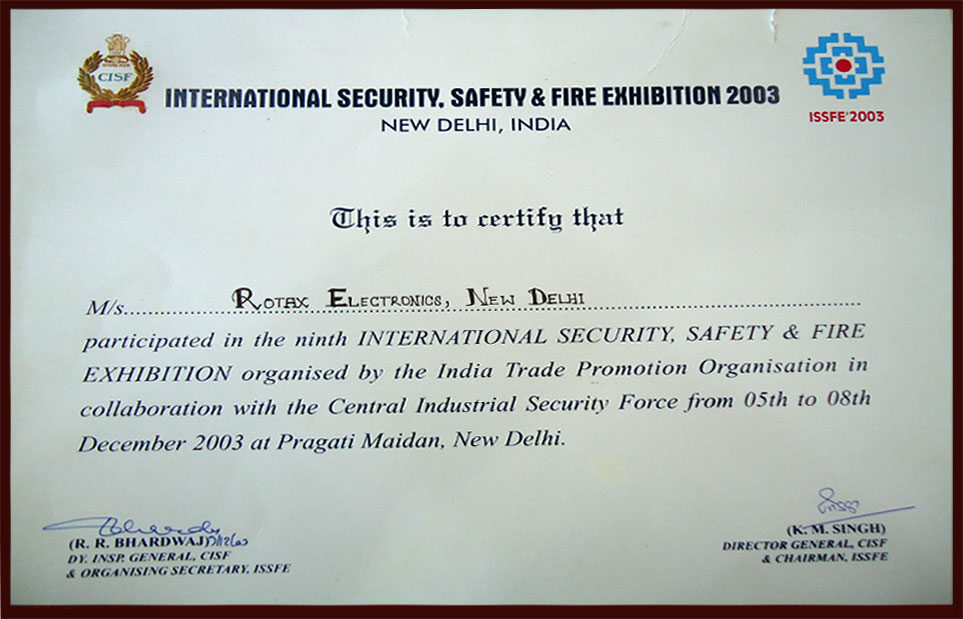 CISF
INTERNATIONAL SECURITY, SAFETY & FIRE EXHIBITION 2003
NEW DELHI, INDIA
ISSFE'2003
This is to certify that
M/s. Rotax Electronics, New Delhi
participated in the ninth INTERNATIONAL SECURITY, SAFETY & FIRE
EXHIBITION organised by the India Trade Promotion Organisation in
collaboration with the Central Industrial Security Force from 05th to 08th
December 2003 at Pragati Maidan, New Delhi.
(R. R. BHARDWAJ)
DY. INSP. GENERAL, CISF
& ORGANISING SECRETARY, ISSFE
(K. M. SINGH)
DIRECTOR GENERAL, CISF
& CHAIRMAN, ISSFE